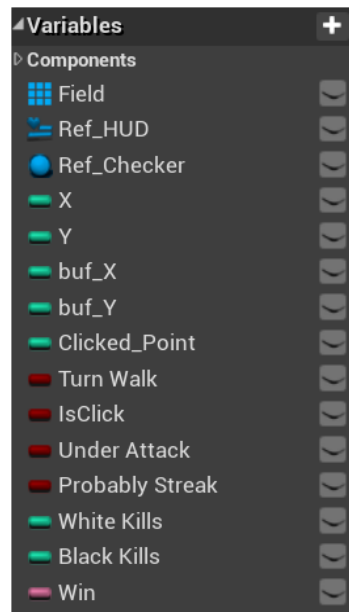 Variables
Components
Field
Ref_HUD
Ref_Checker
X
Y
buf_X
buf_Y
Clicked_Point
Turn Walk
IsClick
Under Attack
Probably Streak
White Kills
Black Kills
Win